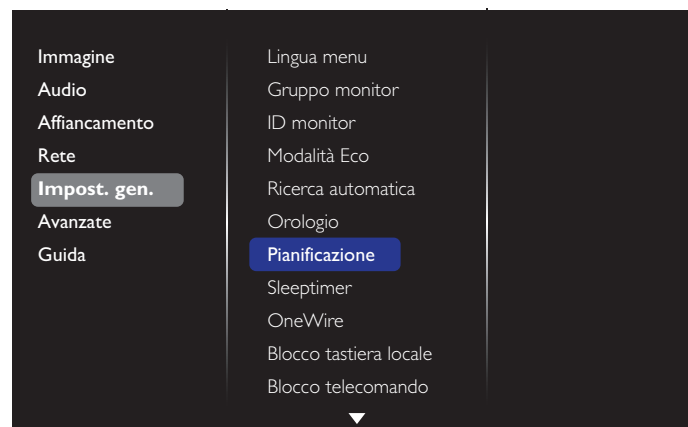 Immagine
Audio
Affiancamento
Rete
Impost. gen.
Avanzate
Guida
Lingua menu
Gruppo monitor
ID monitor
Modalità Eco
Ricerca automatica
Orologio
Pianificazione
Sleeptimer
OneWire
Blocco tastiera locale
Blocco telecomando